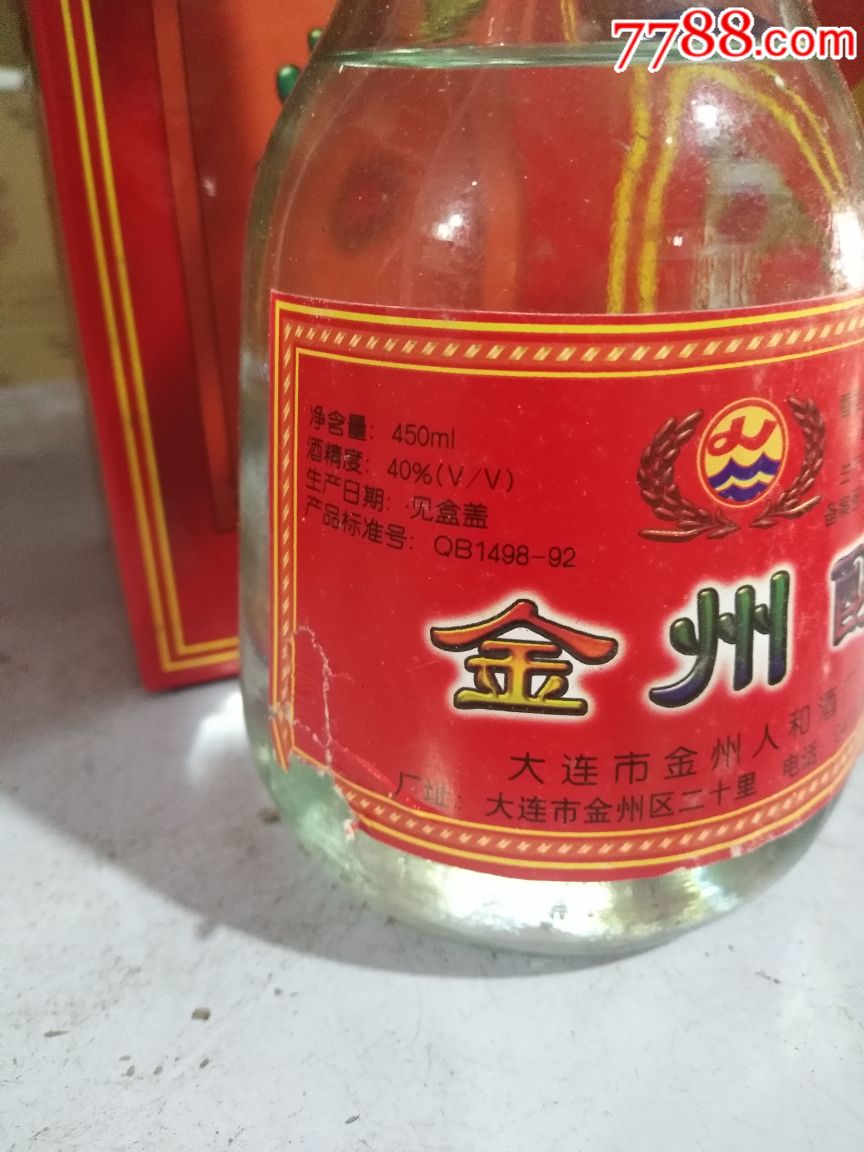 7788.com
净含量: 450ml
酒精度: 40%(V/V)
生产日期: 见盒盖
产品标准号: QB1498-92
金州
大连市金州人和酒
厂址: 大连市金州区二十里 电话